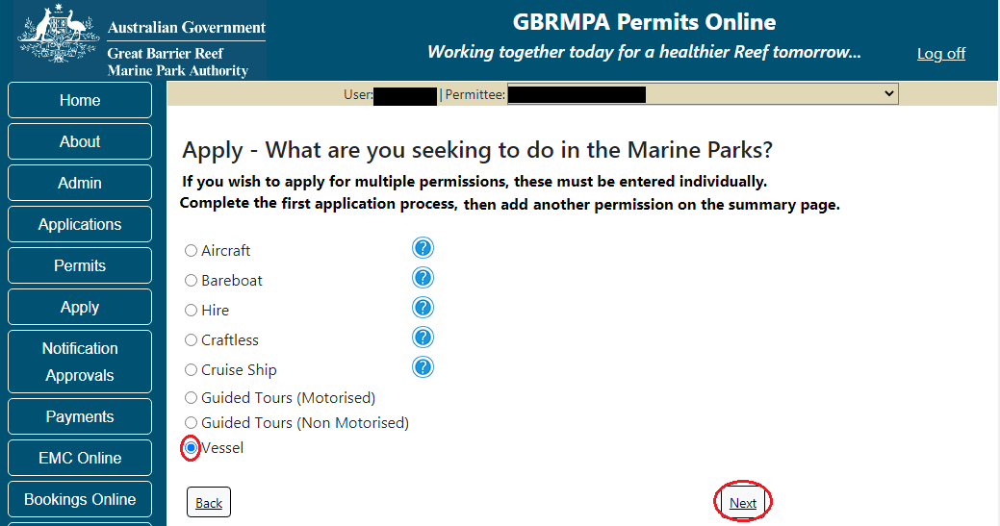 Australian Government
Great Barrier Reef
Marine Park Authority
GBRMPA Permits Online
Working together today for a healthier Reef tomorrow...
Log off
Home
About
Admin
Applications
Permits
Apply
Notification
Approvals
Payments
EMC Online
Bookings Online
User: | Permittee:
Apply - What are you seeking to do in the Marine Parks?
If you wish to apply for multiple permissions, these must be entered individually.
Complete the first application process, then add another permission on the summary page.
Aircraft ?
Bareboat ?
Hire ?
Craftless ?
Cruise Ship ?
Guided Tours (Motorised)
Guided Tours (Non Motorised)
Vessel
Back
Next